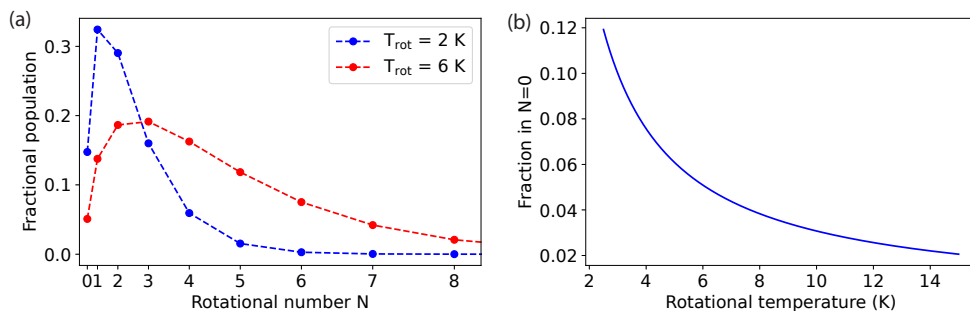 (a)
Fractional population
0.3
0.2
0.1
0.0
T_rot = 2 K
T_rot = 6 K
0 1 2 3 4 5 6 7 8
Rotational number N
(b)
Fraction in N=0
0.12
0.10
0.08
0.06
0.04
0.02
2 4 6 8 10 12 14
Rotational temperature (K)